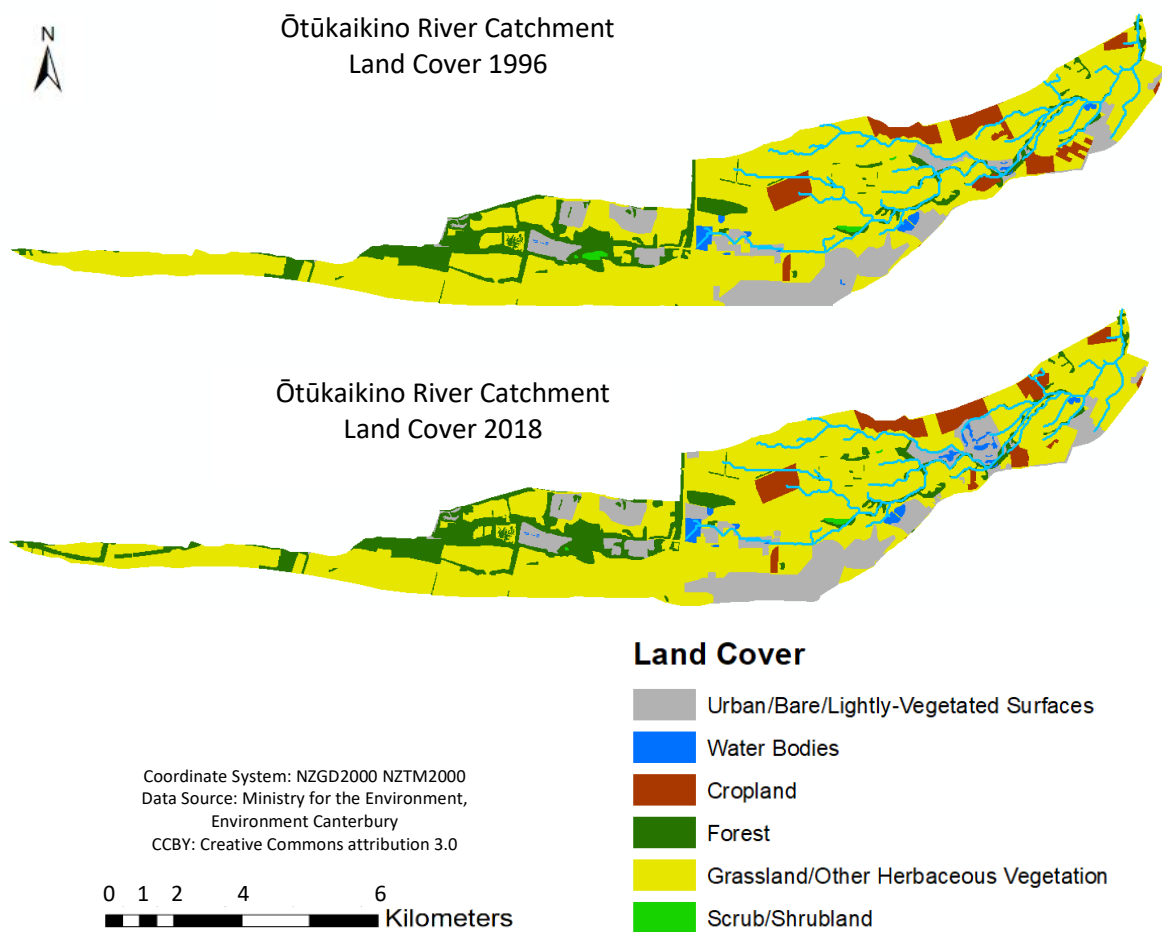 N
Ōtūkaikino River Catchment
Land Cover 1996
Ōtūkaikino River Catchment
Land Cover 2018
Land Cover
Urban/Bare/Lightly-Vegetated Surfaces
Water Bodies
Cropland
Forest
Grassland/Other Herbaceous Vegetation
Scrub/Shrubland
Coordinate System: NZGD2000 NZTM2000
Data Source: Ministry for the Environment,
Environment Canterbury
CCBY: Creative Commons attribution 3.0
0 1 2 4 6
Kilometers